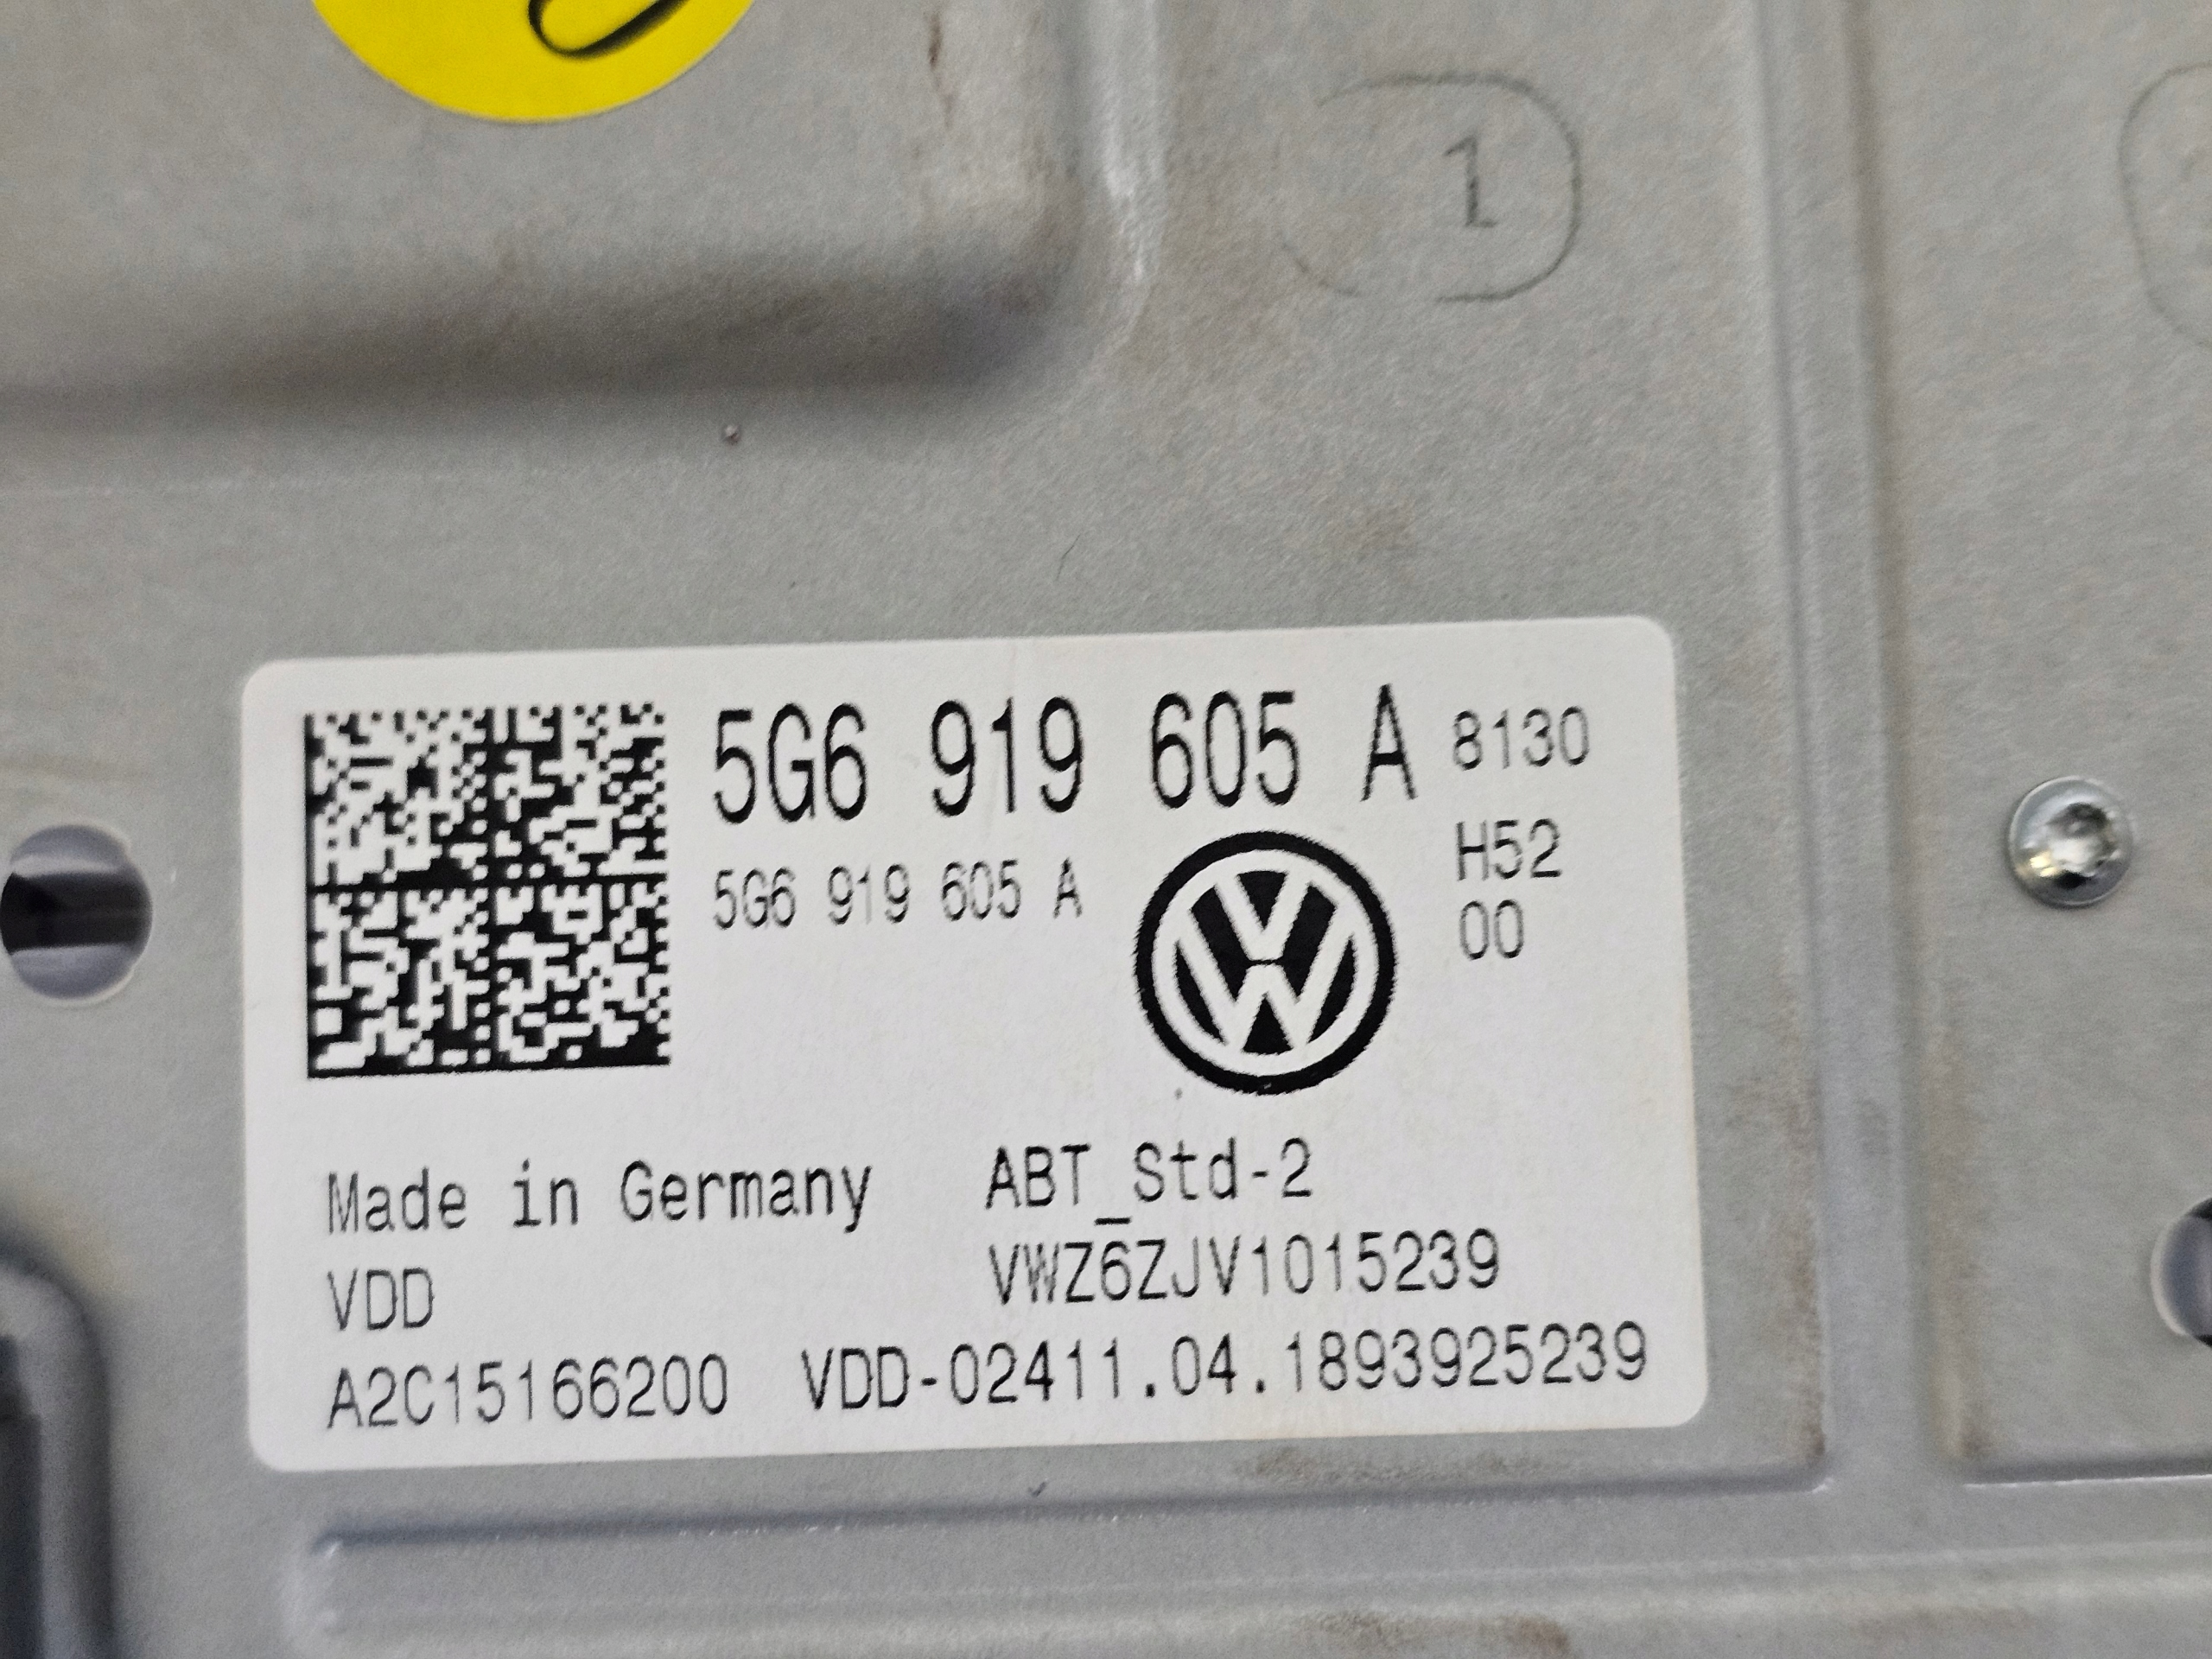 1
5G6 919 605 A 8130
5G6 919 605 A H52
00
Made in Germany ABT_Std-2
VDD VWZ6ZJV1015239
A2C15166200 VDD-02411.04.1893925239